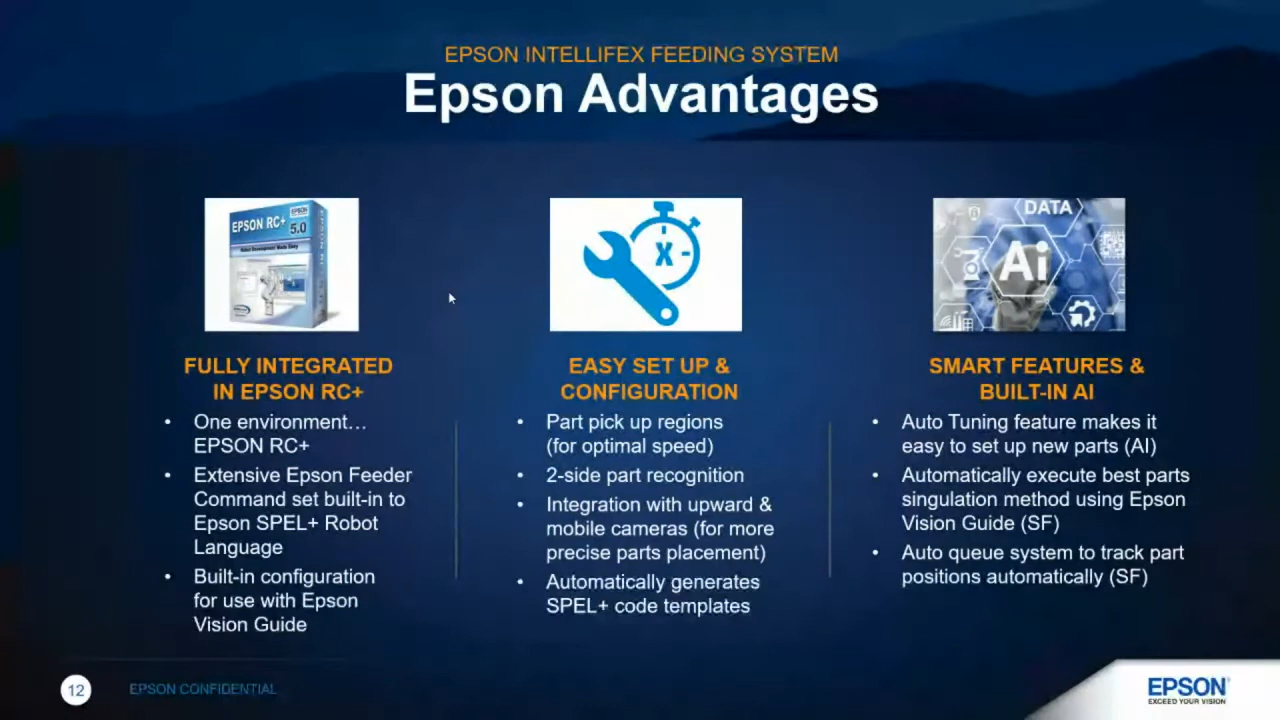 EPSON INTELLIFEX FEEDING SYSTEM
Epson Advantages
EPSON RC+
EPSON
5.0
Robot Development Made Easy
X
DATA
Ai
FULLY INTEGRATED
IN EPSON RC+
• One environment…
EPSON RC+
• Extensive Epson Feeder
Command set built-in to
Epson SPEL+ Robot
Language
• Built-in configuration
for use with Epson
Vision Guide
EASY SET UP &
CONFIGURATION
• Part pick up regions
(for optimal speed)
• 2-side part recognition
• Integration with upward &
mobile cameras (for more
precise parts placement)
• Automatically generates
SPEL+ code templates
SMART FEATURES &
BUILT-IN AI
• Auto Tuning feature makes it
easy to set up new parts (AI)
• Automatically execute best parts
singulation method using Epson
Vision Guide (SF)
• Auto queue system to track part
positions automatically (SF)
12
EPSON CONFIDENTIAL
EPSON
EXCEED YOUR VISION